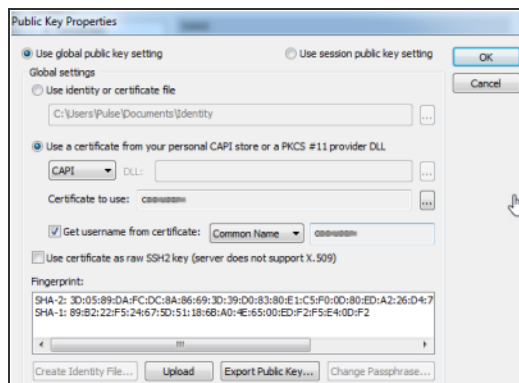 Public Key Properties
Use global public key setting
Use session public key setting
OK
Global settings
Cancel
Use identity or certificate file
C:\Users\Pulse\Documents\Identity
...
Use a certificate from your personal CAPI store or a PKCS #11 provider DLL
CAPI
DLL:
...
Certificate to use:
...
Get username from certificate:
Common Name
Use certificate as raw SSH2 key (server does not support X.509)
Fingerprint:
SHA-2: 3D:05:89:DA:FC:DC:8A:86:69:3D:39:D0:83:80:E1:C5:F0:0D:80:ED:A2:26:D4:7
SHA-1: 89:B2:22:F5:24:67:5D:51:18:6B:A0:4E:65:00:ED:F2:F5:E4:0D:F2
Create Identity File...
Upload
Export Public Key...
Change Passphrase...